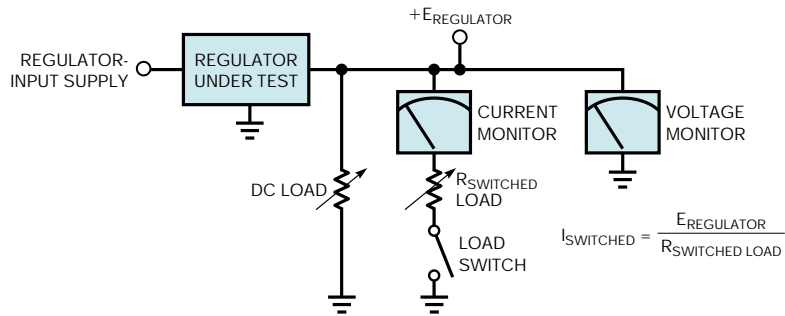 +EREGULATOR
REGULATOR-
INPUT SUPPLY
REGULATOR
UNDER TEST
CURRENT
MONITOR
VOLTAGE
MONITOR
DC LOAD
RSWITCHED
LOAD
LOAD
SWITCH
ISWITCHED = EREGULATOR
RSWITCHED LOAD